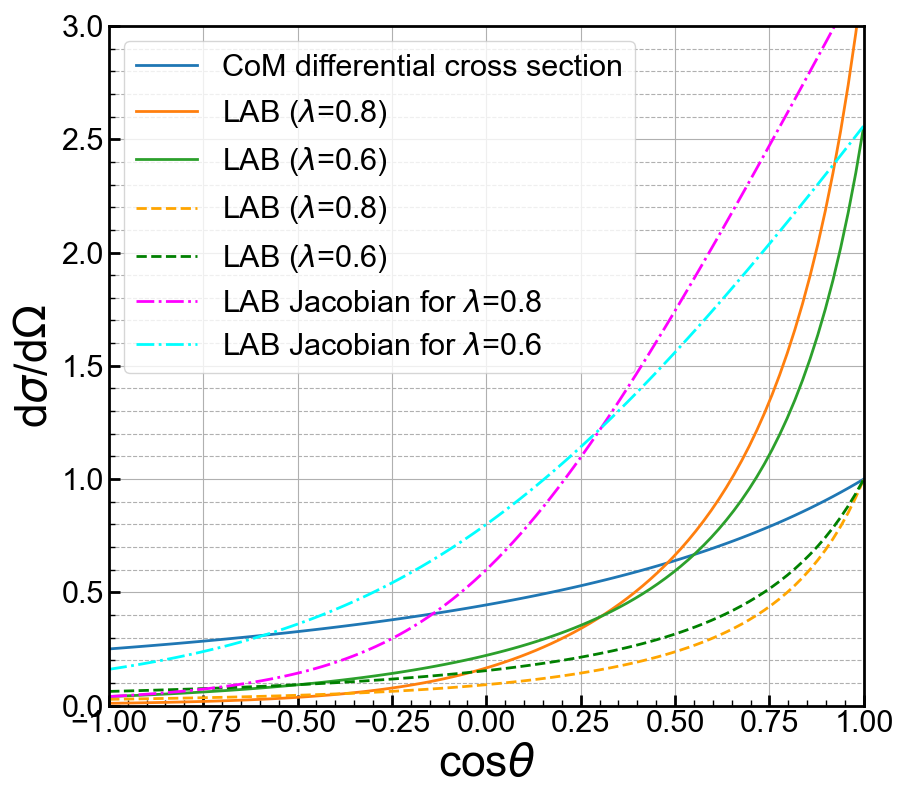 3.0
2.5
2.0
1.5
1.0
0.5
0.0
dσ/dΩ
CoM differential cross section
LAB (λ=0.8)
LAB (λ=0.6)
LAB (λ=0.8)
LAB (λ=0.6)
LAB Jacobian for λ=0.8
LAB Jacobian for λ=0.6
−1.00 −0.75 −0.50 −0.25 0.00 0.25 0.50 0.75 1.00
cosθ